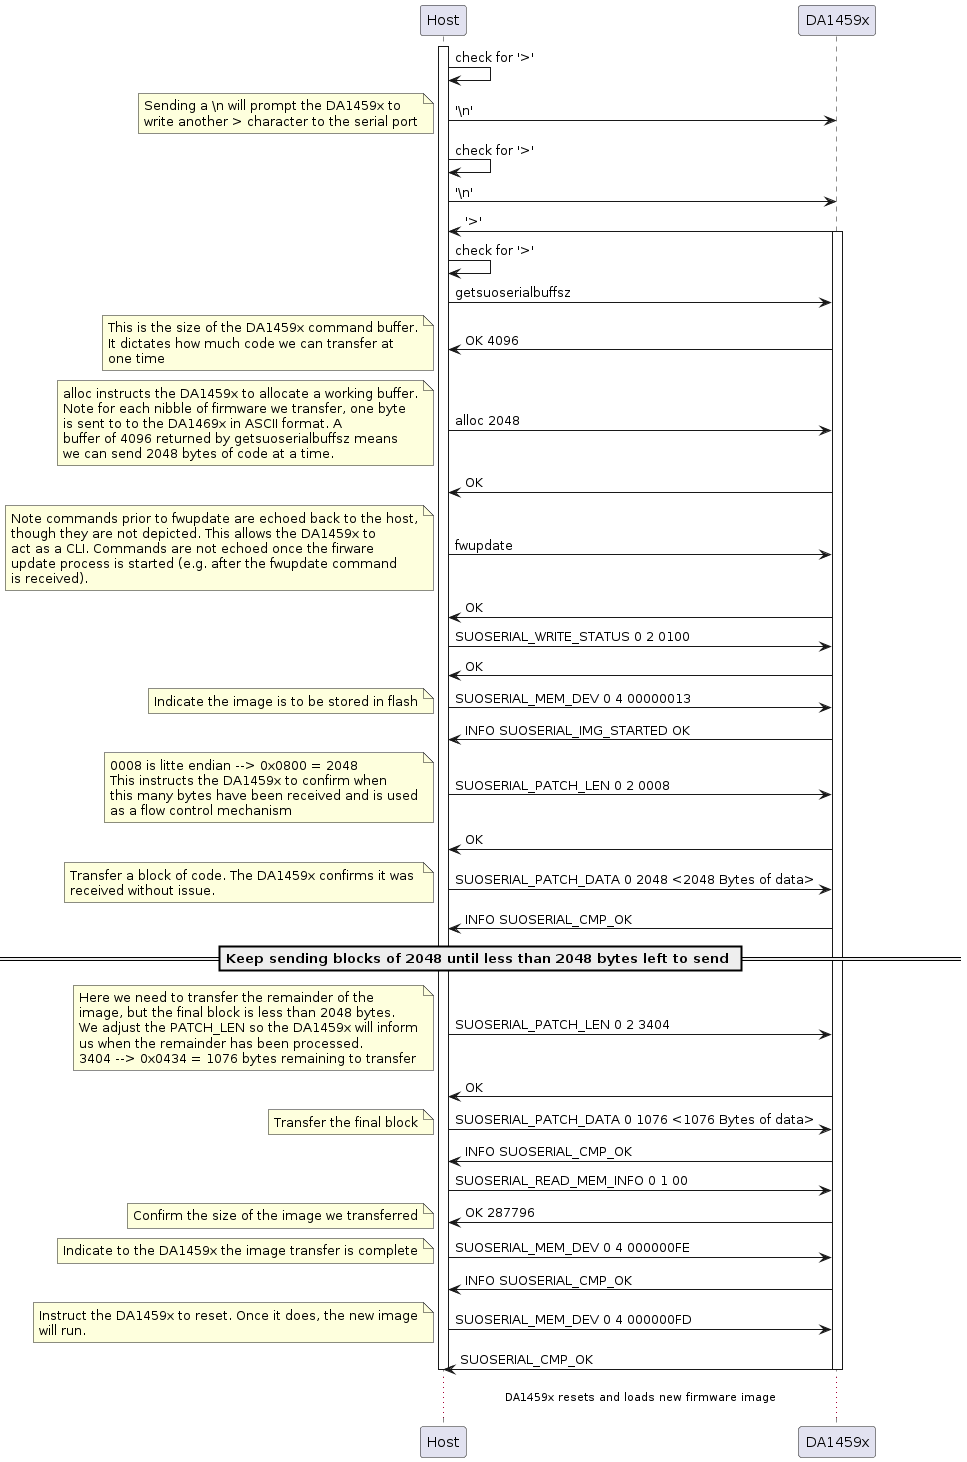 Host
DA1459x
check for '>'
Sending a \n will prompt the DA1459x to
write another > character to the serial port
'\n'
check for '>'
'\n'
'>'
check for '>'
getsuoserialbuffsz
This is the size of the DA1459x command buffer.
It dictates how much code we can transfer at
one time
OK 4096
alloc instructs the DA1459x to allocate a working buffer.
Note for each nibble of firmware we transfer, one byte
is sent to to the DA1469x in ASCII format. A
buffer of 4096 returned by getsuoserialbuffsz means
we can send 2048 bytes of code at a time.
alloc 2048
OK
Note commands prior to fwupdate are echoed back to the host,
though they are not depicted. This allows the DA1459x to
act as a CLI. Commands are not echoed once the firware
update process is started (e.g. after the fwupdate command
is received).
fwupdate
OK
SUOSERIAL_WRITE_STATUS 0 2 0100
OK
Indicate the image is to be stored in flash
SUOSERIAL_MEM_DEV 0 4 00000013
INFO SUOSERIAL_IMG_STARTED OK
0008 is litte endian --> 0x0800 = 2048
This instructs the DA1459x to confirm when
this many bytes have been received and is used
as a flow control mechanism
SUOSERIAL_PATCH_LEN 0 2 0008
OK
Transfer a block of code. The DA1459x confirms it was
received without issue.
SUOSERIAL_PATCH_DATA 0 2048 <2048 Bytes of data>
INFO SUOSERIAL_CMP_OK
Keep sending blocks of 2048 until less than 2048 bytes left to send
Here we need to transfer the remainder of the
image, but the final block is less than 2048 bytes.
We adjust the PATCH_LEN so the DA1459x will inform
us when the remainder has been processed.
3404 --> 0x0434 = 1076 bytes remaining to transfer
SUOSERIAL_PATCH_LEN 0 2 3404
OK
Transfer the final block
SUOSERIAL_PATCH_DATA 0 1076 <1076 Bytes of data>
INFO SUOSERIAL_CMP_OK
SUOSERIAL_READ_MEM_INFO 0 1 00
Confirm the size of the image we transferred
OK 287796
Indicate to the DA1459x the image transfer is complete
SUOSERIAL_MEM_DEV 0 4 000000FE
INFO SUOSERIAL_CMP_OK
Instruct the DA1459x to reset. Once it does, the new image
will run.
SUOSERIAL_MEM_DEV 0 4 000000FD
SUOSERIAL_CMP_OK
DA1459x resets and loads new firmware image
Host
DA1459x